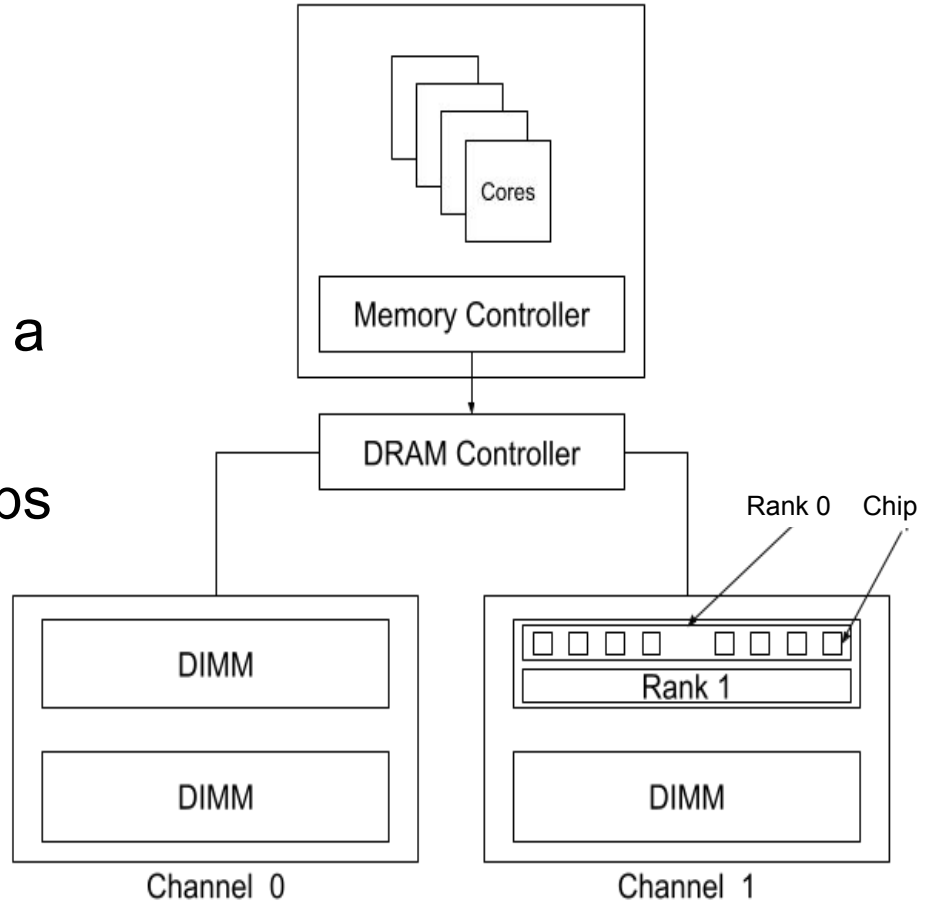 Cores
Memory Controller
a
DRAM Controller
ps
Rank 0 Chip
DIMM
Rank 1
DIMM
DIMM
Channel 0 Channel 1